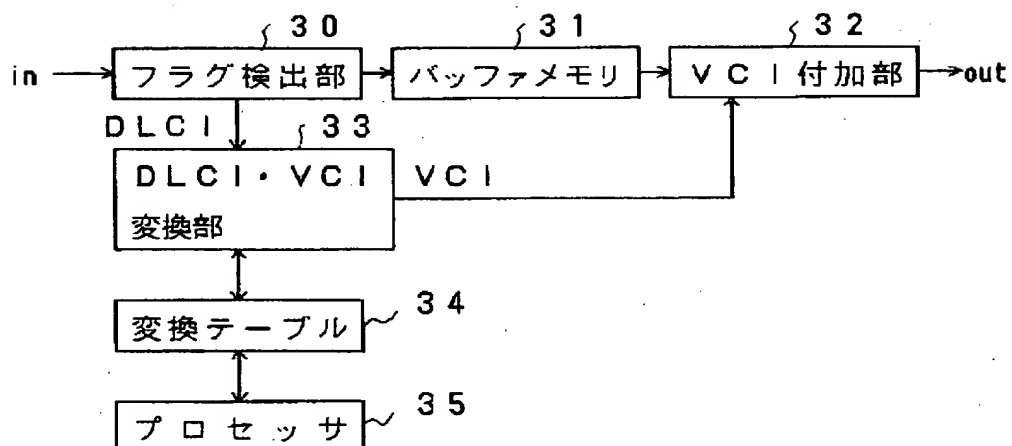 30 31 32
in フラグ検出部 バッファメモリ VCI付加部 out
DLCI 33
DLCI・VCI VCI
変換部
34
変換テーブル
35
プロセッサ